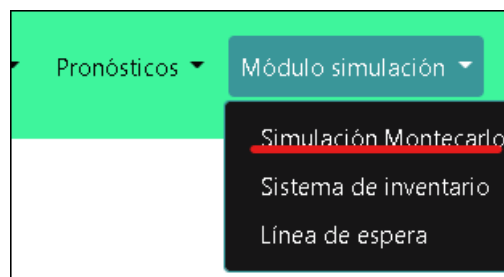 Pronósticos
Módulo simulación
Simulación Montecarlo
Sistema de inventario
Línea de espera